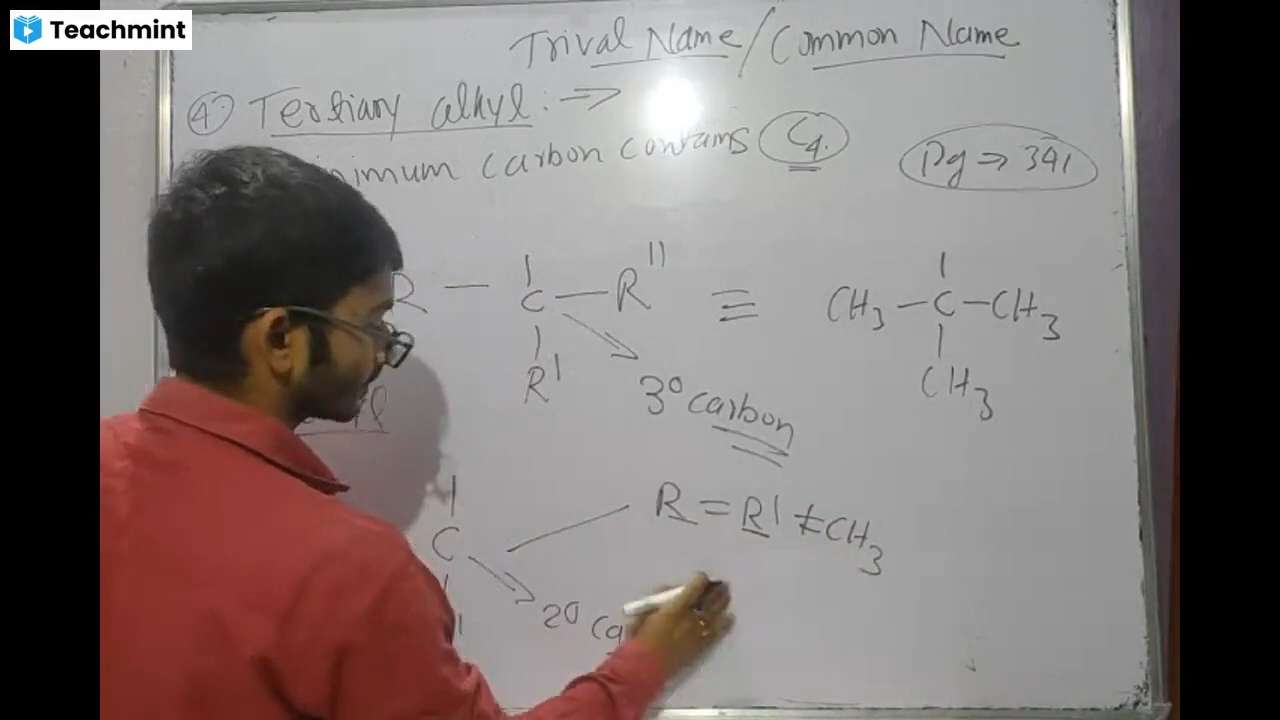 Teachmint
Trival Name/Common Name
4. Tertiary alkyl :⇒
nimum carbon contains C4.
Pg ⇒ 341
R — C — R''
R'
≡
CH3 — C — CH3
CH3
3° carbon
C
R = R' ≠ CH3
2° Ca